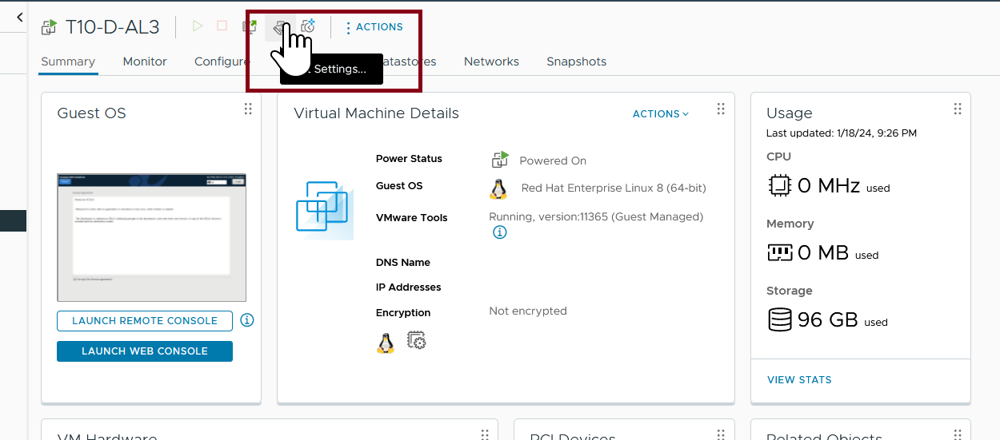 T10-D-AL3
ACTIONS
Summary
Monitor
Configure
atastores
Networks
Snapshots
Settings...
Guest OS
LAUNCH REMOTE CONSOLE
LAUNCH WEB CONSOLE
Virtual Machine Details
ACTIONS
Power Status
Powered On
Guest OS
Red Hat Enterprise Linux 8 (64-bit)
VMware Tools
Running, version:11365 (Guest Managed)
DNS Name
IP Addresses
Encryption
Not encrypted
Usage
Last updated: 1/18/24, 9:26 PM
CPU
0 MHz used
Memory
0 MB used
Storage
96 GB used
VIEW STATS
VM Hardware
PCI Devices
Related Objects